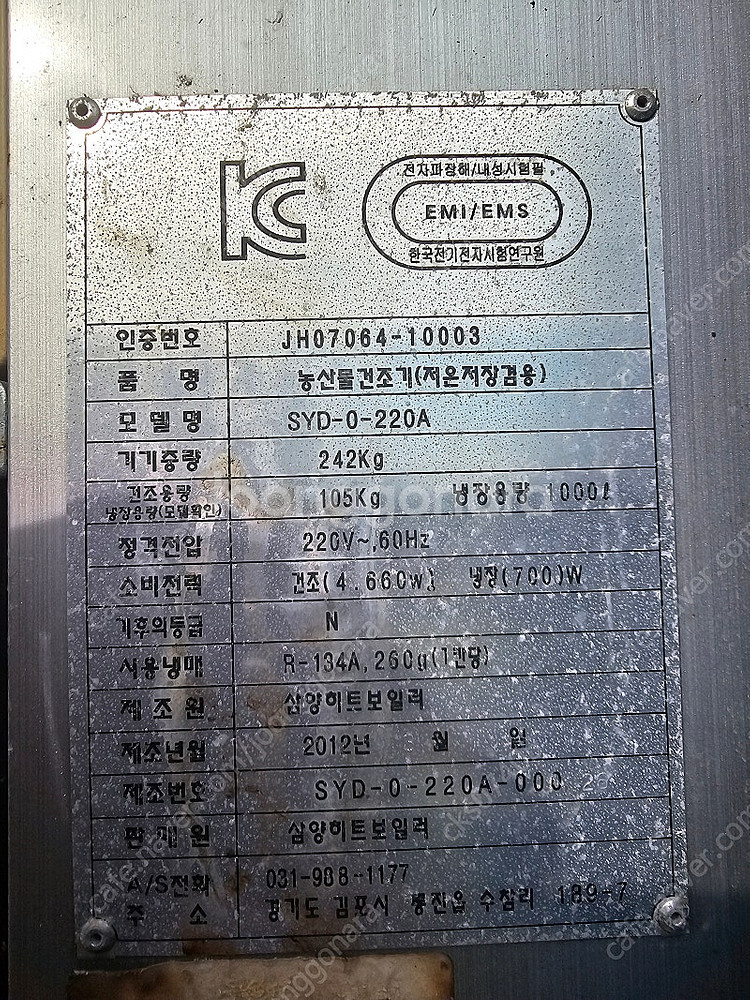 KC
전자파장해/내성시험필
EMI/EMS
한국전기전자시험연구원
인증번호 JH07064-10003
품 명 농산물건조기(저온저장겸용)
모 델 명 SYD-0-220A
기기중량 242Kg
건조용량 105Kg 냉장용량 1000ℓ
냉장용량(모델확인)
정격전압 220V~,60Hz
소비전력 건조(4.660w) 냉장(700)W
기후의등급 N
사용냉매 R-134A, 260g(1반당)
제 조 원 삼양히트보일러
제조년월 2012년 월 일
제조번호 SYD-0-220A-000
판 매 원 삼양히트보일러
A/S전화 031-988-1177
주 소 경기도 김포시 통진읍 수참리 189-7